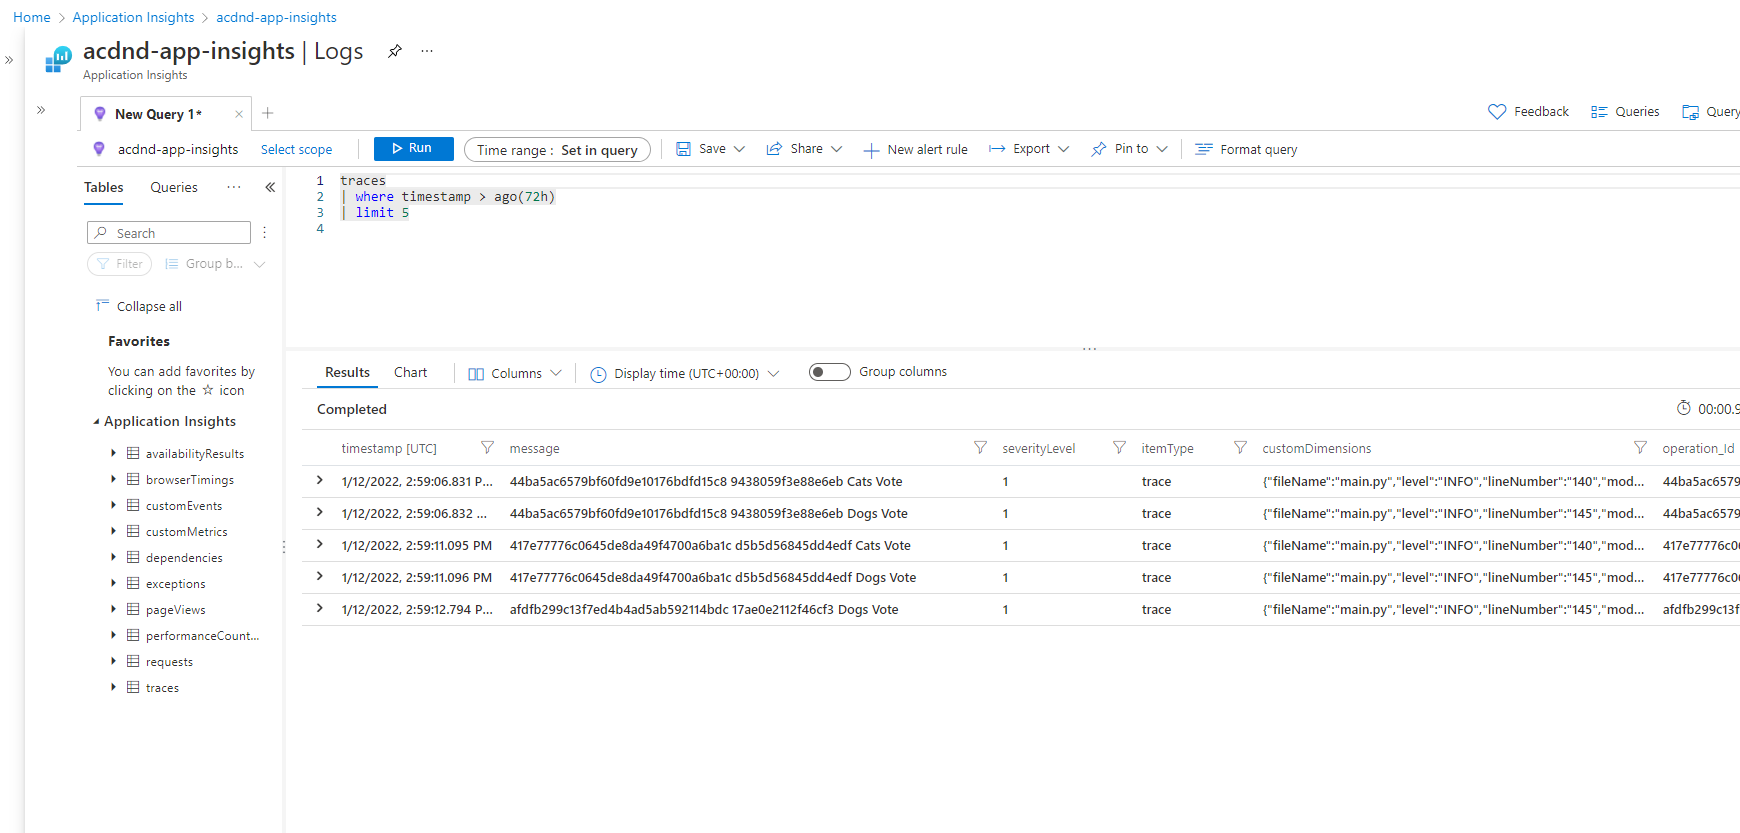 Home > Application Insights > acdnd-app-insights
acdnd-app-insights | Logs
Application Insights
New Query 1*
Feedback Queries Query
acdnd-app-insights Select scope Run Time range : Set in query Save Share New alert rule Export Pin to Format query
Tables Queries
Search
Filter Group b...
Collapse all
Favorites
You can add favorites by
clicking on the ☆ icon
Application Insights
availabilityResults
browserTimings
customEvents
customMetrics
dependencies
exceptions
pageViews
performanceCount...
requests
traces
1 traces
2 | where timestamp > ago(72h)
3 | limit 5
4
Results Chart Columns Display time (UTC+00:00) Group columns
Completed 00:00.9
timestamp [UTC] message severityLevel itemType customDimensions operation_Id
1/12/2022, 2:59:06.831 P... 44ba5ac6579bf60fd9e10176bdfd15c8 9438059f3e88e6eb Cats Vote 1 trace {"fileName":"main.py","level":"INFO","lineNumber":"140","mod... 44ba5ac6579
1/12/2022, 2:59:06.832 ... 44ba5ac6579bf60fd9e10176bdfd15c8 9438059f3e88e6eb Dogs Vote 1 trace {"fileName":"main.py","level":"INFO","lineNumber":"145","mod... 44ba5ac6579
1/12/2022, 2:59:11.095 PM 417e77776c0645de8da49f4700a6ba1c d5b5d56845dd4edf Cats Vote 1 trace {"fileName":"main.py","level":"INFO","lineNumber":"140","mod... 417e77776c0
1/12/2022, 2:59:11.096 PM 417e77776c0645de8da49f4700a6ba1c d5b5d56845dd4edf Dogs Vote 1 trace {"fileName":"main.py","level":"INFO","lineNumber":"145","mod... 417e77776c0
1/12/2022, 2:59:12.794 P... afdfb299c13f7ed4b4ad5ab592114bdc 17ae0e2112f46cf3 Dogs Vote 1 trace {"fileName":"main.py","level":"INFO","lineNumber":"145","mod... afdfb299c13f